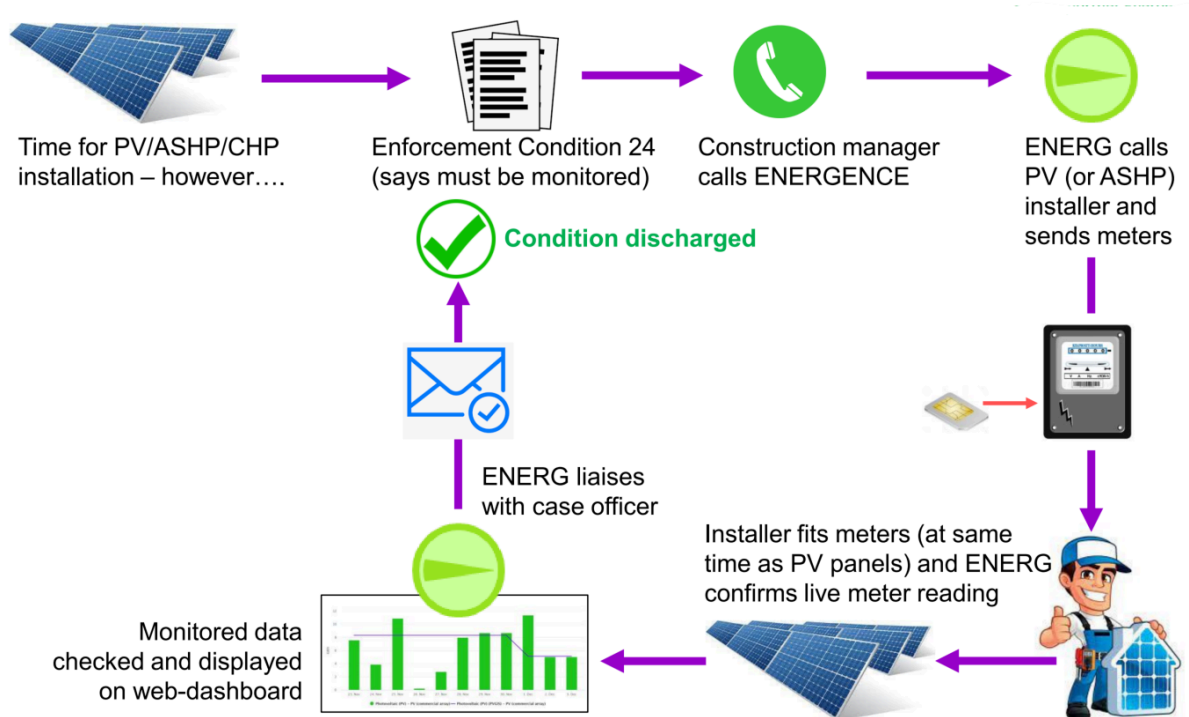 Time for PV/ASHP/CHP
installation – however….
Enforcement Condition 24
(says must be monitored)
Construction manager
calls ENERGENCE
ENERG calls
PV (or ASHP)
installer and
sends meters
Condition discharged
ENERG liaises
with case officer
Installer fits meters (at same
time as PV panels) and ENERG
confirms live meter reading
Monitored data
checked and displayed
on web-dashboard